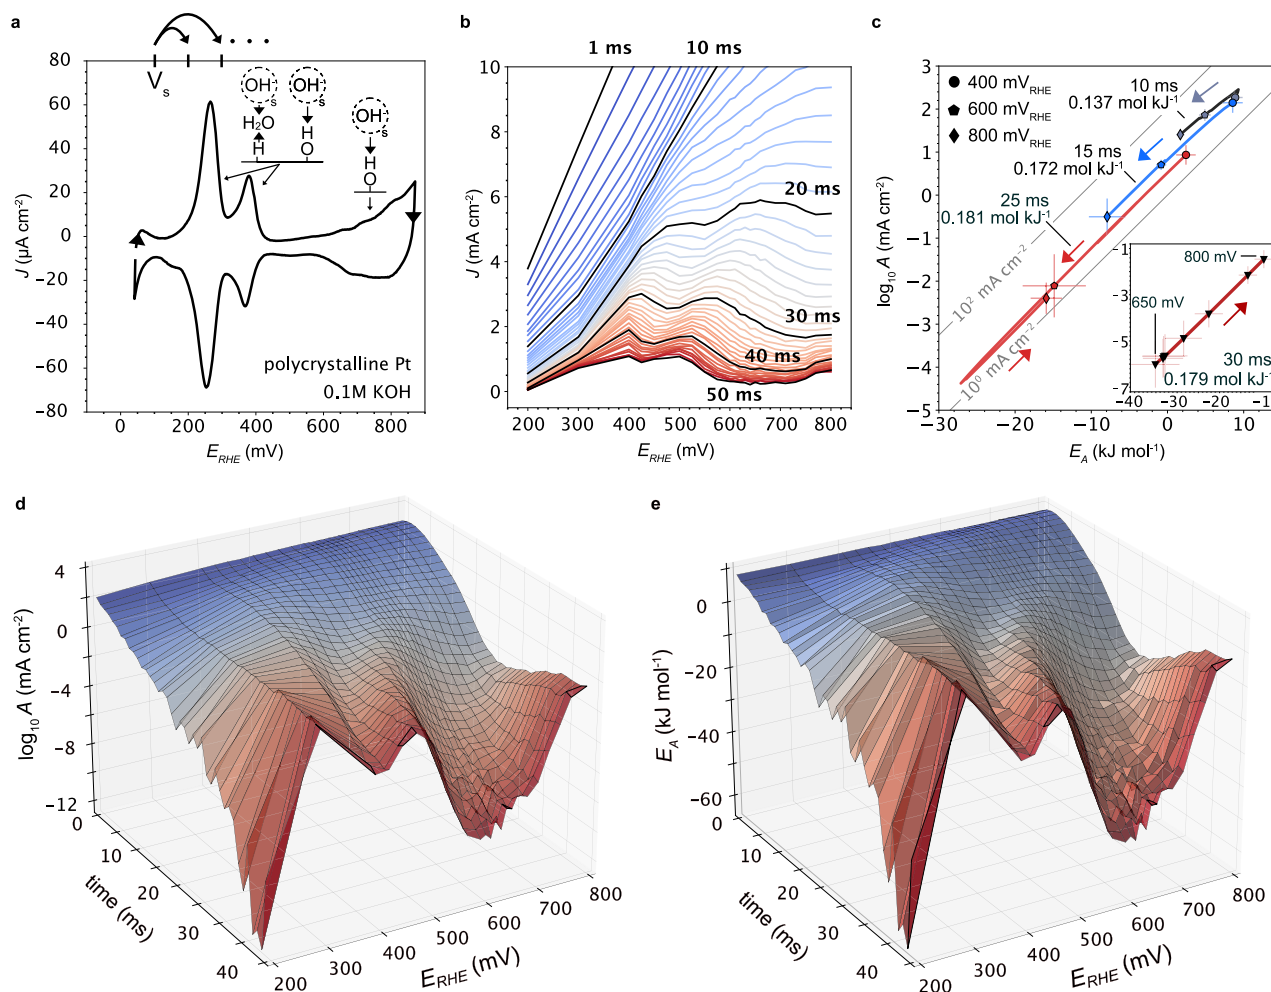 a
80
60
40
20
0
−20
−40
−60
−80
J (µA cm⁻²)
Vₛ
• • • •
OH⁻ₛ
OH⁻ₛ
OH⁻ₛ
H₂O
H
H
O
H
O
polycrystalline Pt
0.1M KOH
0 200 400 600 800
E_RHE (mV)
b
1 ms
10 ms
20 ms
30 ms
40 ms
50 ms
10
8
6
4
2
0
J (mA cm⁻²)
200 300 400 500 600 700 800
E_RHE (mV)
c
400 mV_RHE
600 mV_RHE
800 mV_RHE
10 ms
0.137 mol kJ⁻¹
15 ms
0.172 mol kJ⁻¹
25 ms
0.181 mol kJ⁻¹
10² mA cm⁻²
10⁰ mA cm⁻²
3
2
1
0
−1
−2
−3
−4
−5
log₁₀ A (mA cm⁻²)
−30 −20 −10 0 10
E_A (kJ mol⁻¹)
−1
−3
−5
−7
800 mV
650 mV
30 ms
0.179 mol kJ⁻¹
−40 −30 −20 −1
d
4
0
−4
−8
−12
log₁₀ A (mA cm⁻²)
0
10
20
30
40
time (ms)
200
300
400
500
600
700
800
E_RHE (mV)
e
0
−20
−40
−60
E_A (kJ mol⁻¹)
0
10
20
30
40
time (ms)
200
300
400
500
600
700
800
E_RHE (mV)